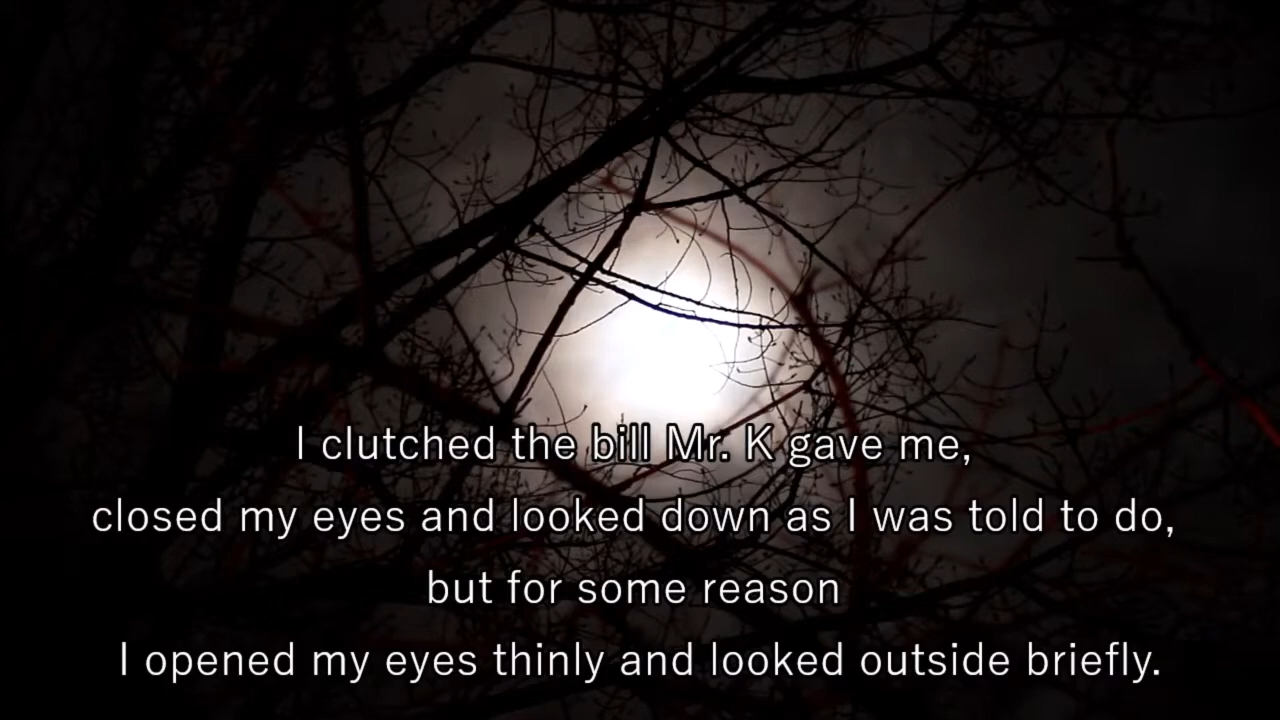 I clutched the bill Mr. K gave me,
closed my eyes and looked down as I was told to do,
but for some reason
I opened my eyes thinly and looked outside briefly.